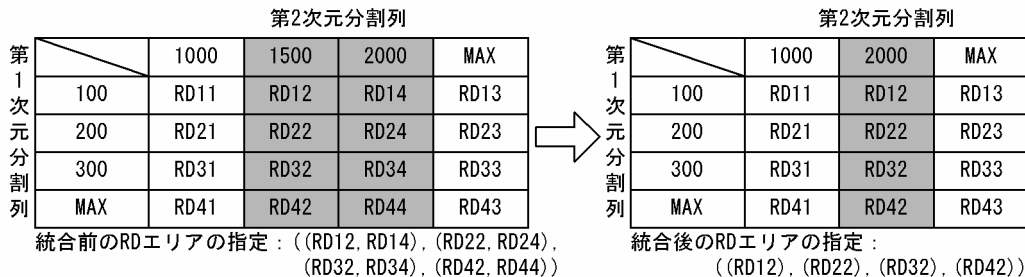 第2次元分割列
第1次元分割列
1000 1500 2000 MAX
100 RD11 RD12 RD14 RD13
200 RD21 RD22 RD24 RD23
300 RD31 RD32 RD34 RD33
MAX RD41 RD42 RD44 RD43
統合前のRDエリアの指定：((RD12,RD14),(RD22,RD24),
(RD32,RD34),(RD42,RD44))
第2次元分割列
第1次元分割列
1000 2000 MAX
100 RD11 RD12 RD13
200 RD21 RD22 RD23
300 RD31 RD32 RD33
MAX RD41 RD42 RD43
統合後のRDエリアの指定：
((RD12),(RD22),(RD32),(RD42))